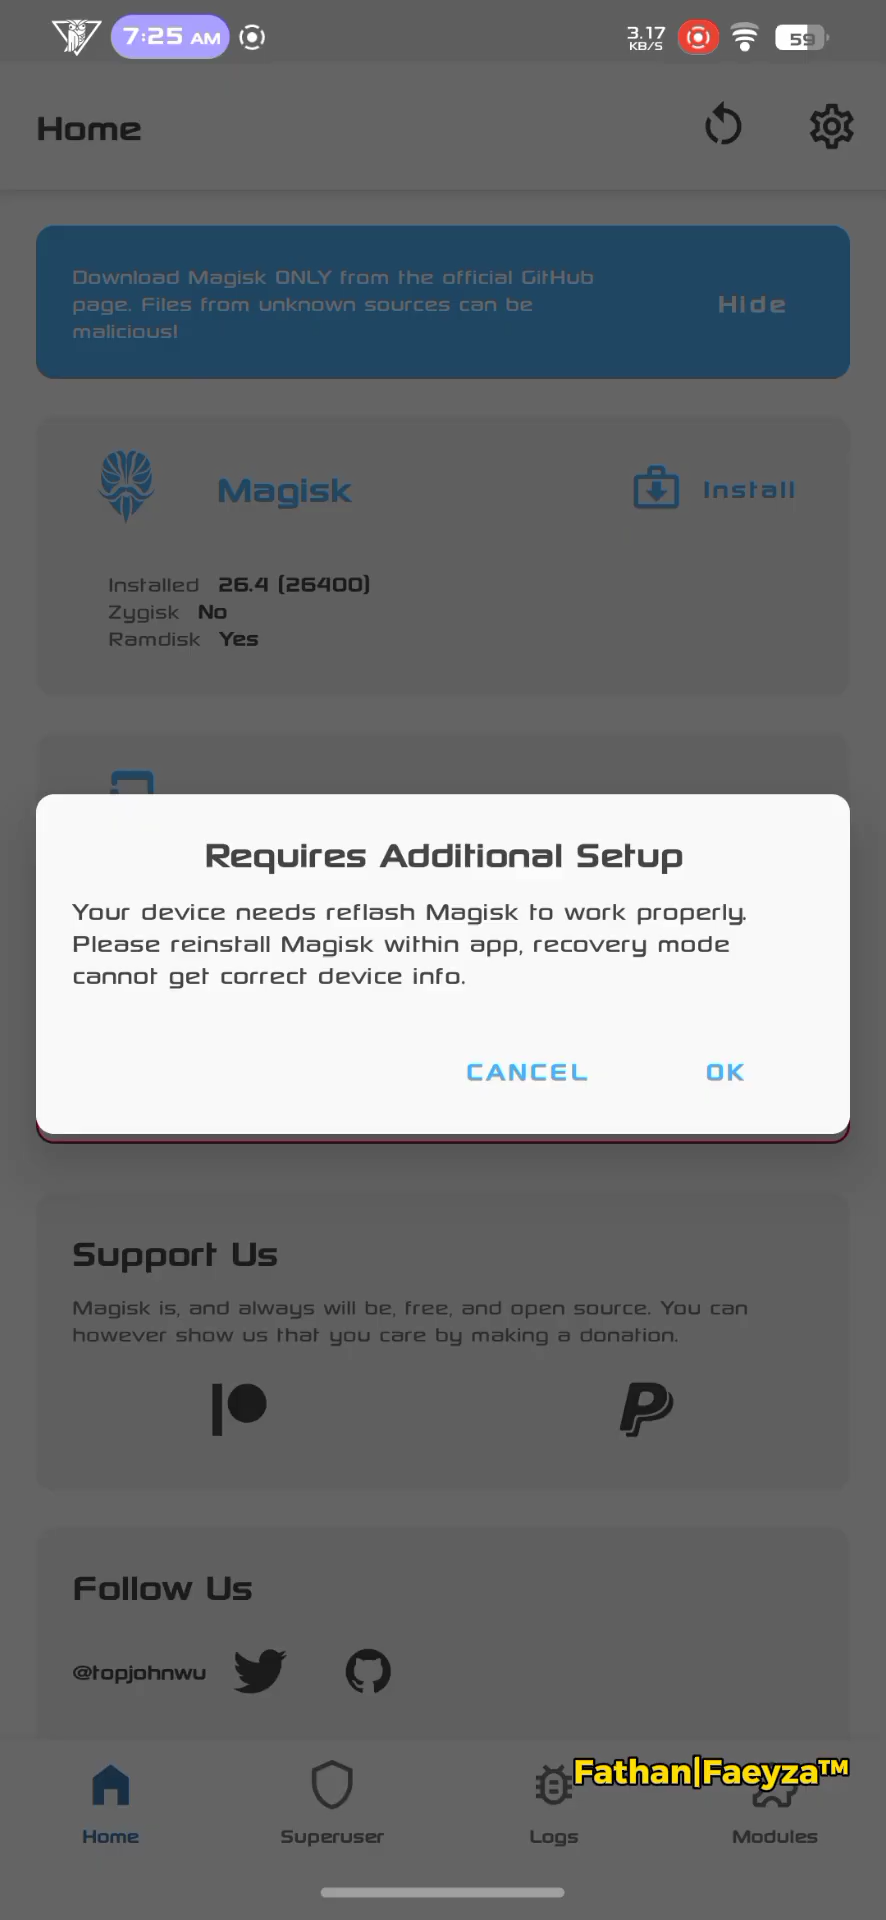 7:25 AM
3.17
KB/S
59
Home
Download Magisk ONLY from the official GitHub
page. Files from unknown sources can be
malicious!
Hide
Magisk
Install
Installed 26.4 (26400)
Zygisk No
Ramdisk Yes
Requires Additional Setup
Your device needs reflash Magisk to work properly.
Please reinstall Magisk within app, recovery mode
cannot get correct device info.
CANCEL
OK
Support Us
Magisk is, and always will be, free, and open source. You can
however show us that you care by making a donation.
Follow Us
@topjohnwu
Fathan|Faeyza™
Home
Superuser
Logs
Modules